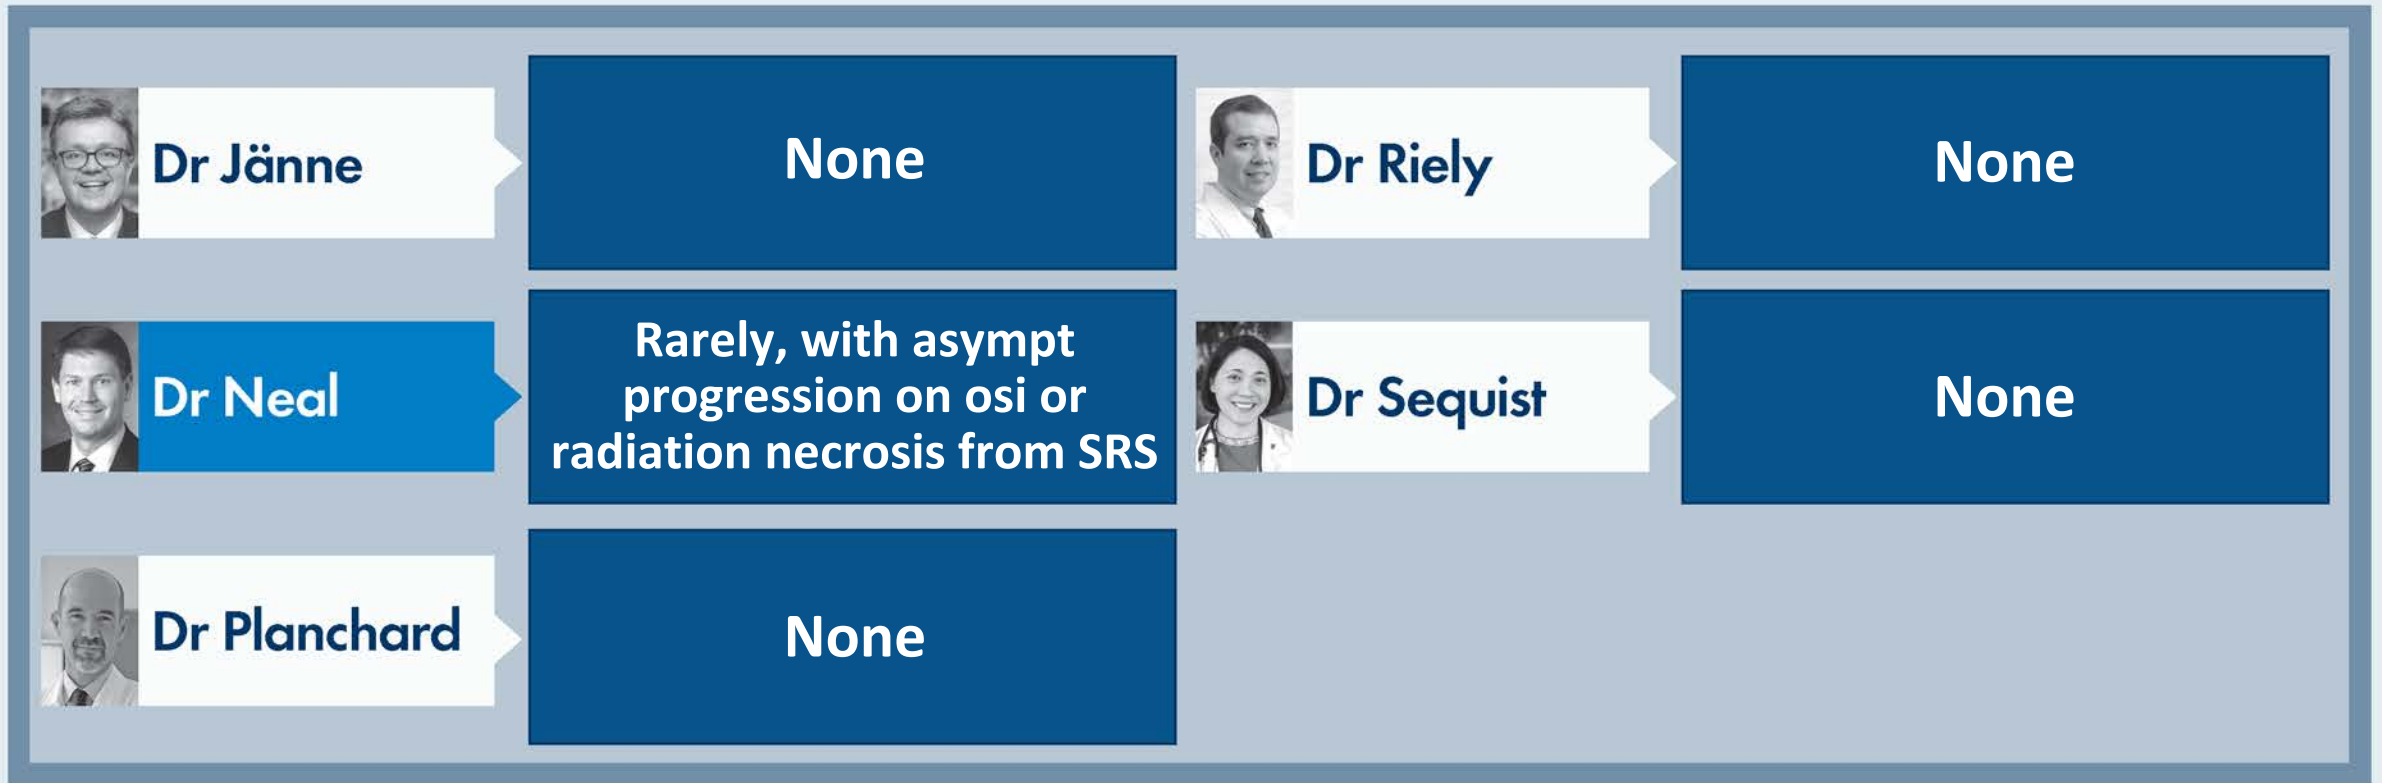 Dr Jänne
None
Dr Riely
None
Dr Neal
Rarely, with asympt
progression on osi or
radiation necrosis from SRS
Dr Sequist
None
Dr Planchard
None